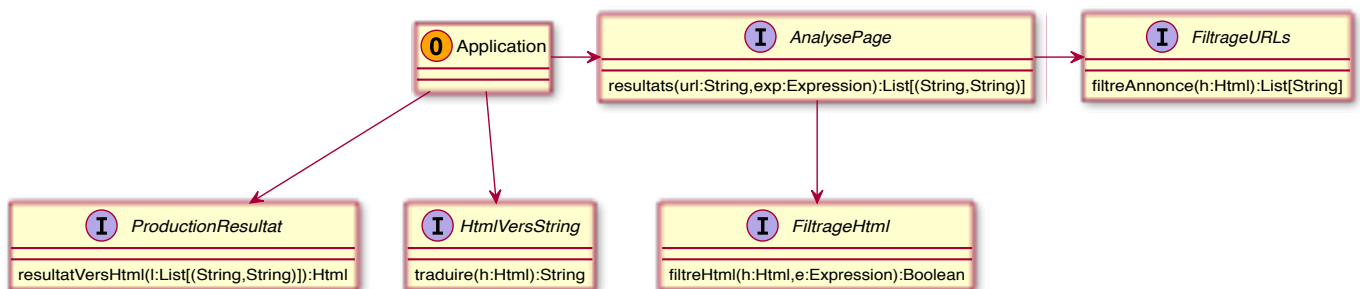 O Application
I AnalysePage
resultats(url:String,exp:Expression):List[(String,String)]
I FiltrageURLs
filtreAnnonce(h:Html):List[String]
I ProductionResultat
resultatVersHtml(l:List[(String,String)]):Html
I HtmlVersString
traduire(h:Html):String
I FiltrageHtml
filtreHtml(h:Html,e:Expression):Boolean